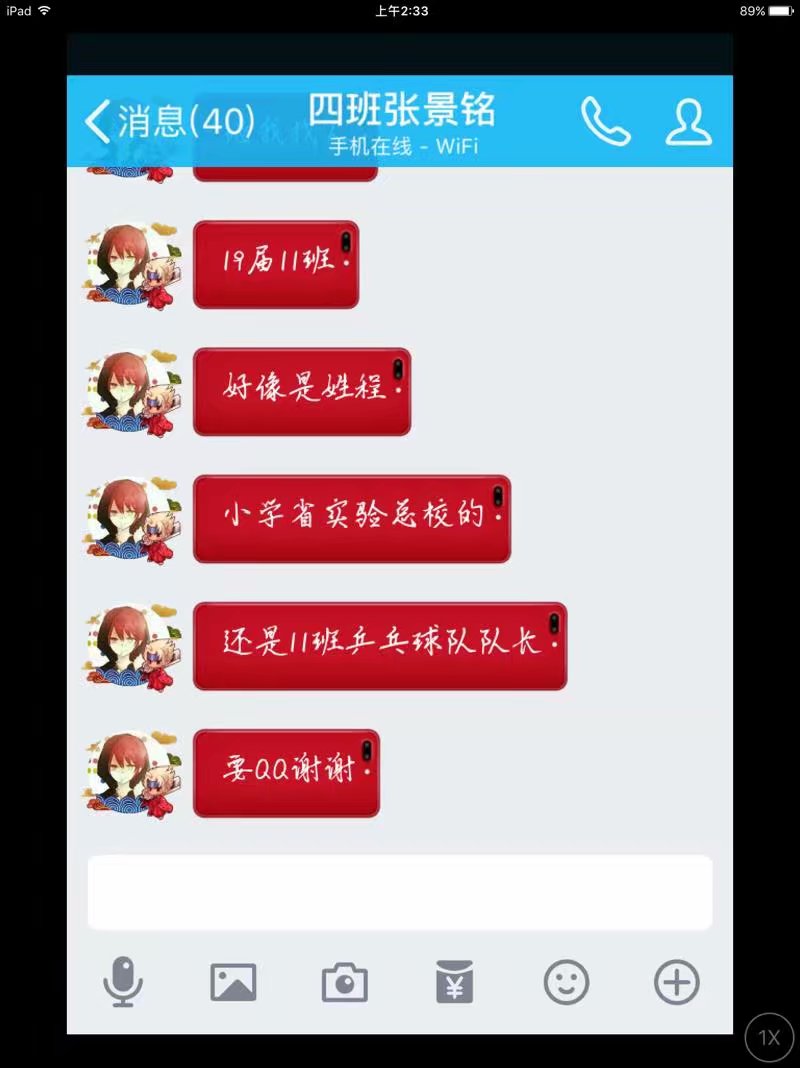 iPad
上午2:33
89%
消息(40)
四班张景铭
手机在线 - WiFi
19届11班
好像是姓程
小学省实验总校的
还是11班乒乓球队队长
要QQ谢谢
1X